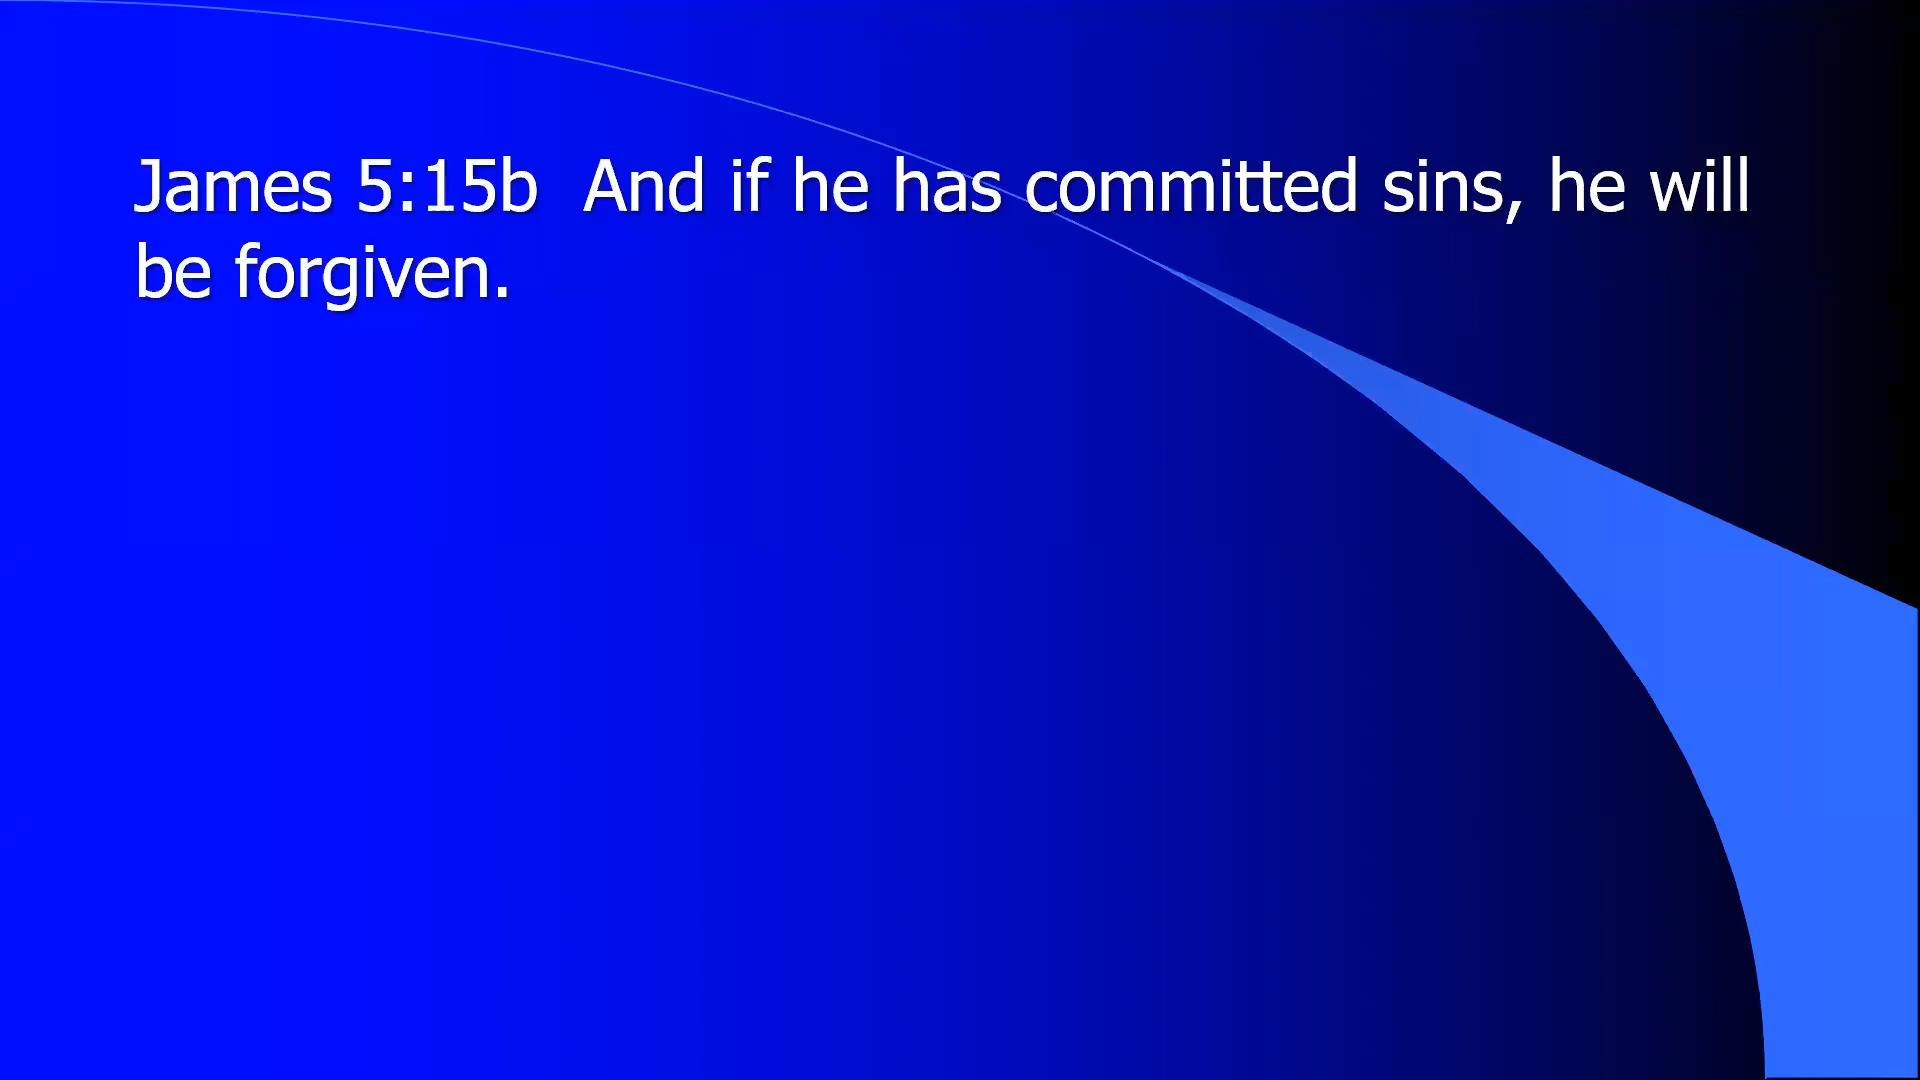 James 5:15b  And if he has committed sins, he will
be forgiven.